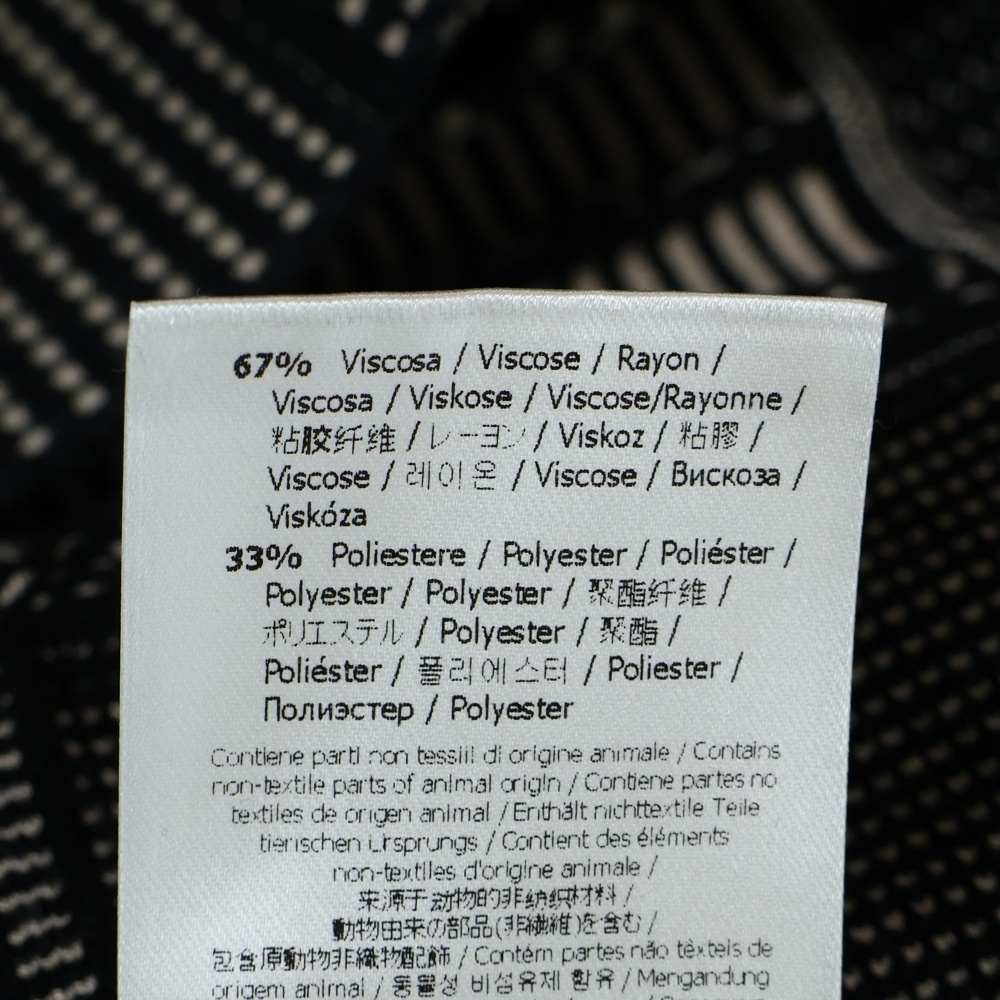 67% Viscosa / Viscose / Rayon /
Viscosa / Viskose / Viscose/Rayonne /
粘胶纤维 / レーヨン / Viskoz / 粘膠 /
Viscose / 레이온 / Viscose / Вискоза /
Viskóza
33% Poliestere / Polyester / Poliéster /
Polyester / Polyester / 聚酯纤维 /
ポリエステル / Polyester / 聚酯 /
Poliéster / 폴리에스터 / Poliester /
Полиэстер / Polyester
Contiene parti non tessili di origine animale / Contains
non-textile parts of animal origin / Contiene partes no
textiles de origen animal / Enthält nichttextile Teile
tierischen Ursprungs / Contient des éléments
non-textiles d'origine animale /
来源于动物的非纺织材料 /
動物由来の部品(非繊維)を含む /
包含原動物非織物配飾 / Contém partes não têxteis de
origem animal / 동물성 비섬유제 함유 / Mengandung